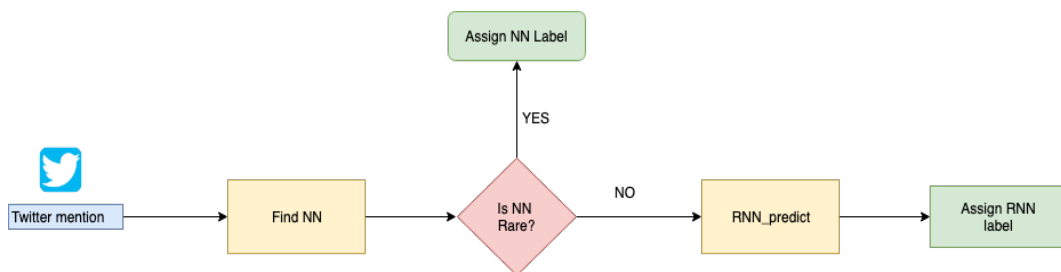 Assign NN Label
YES
Twitter mention
Find NN
Is NN
Rare?
NO
RNN_predict
Assign RNN
label